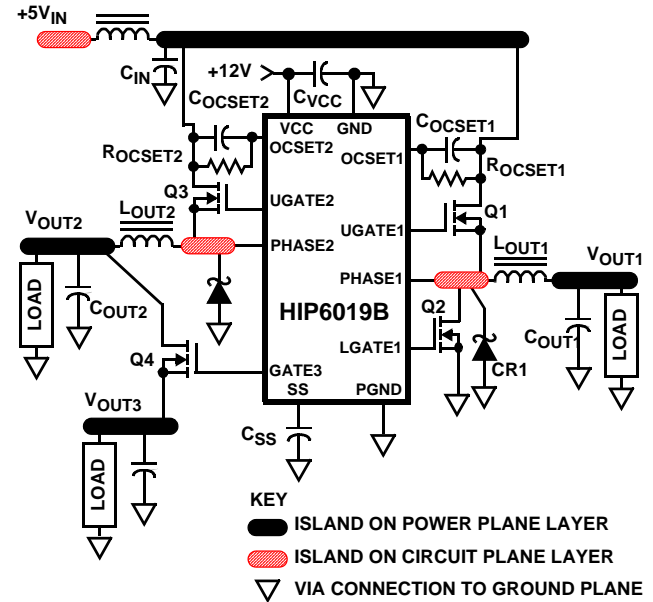 +5VIN
CIN
+12V
CVCC
COCSET2
VCC
GND
COCSET1
OCSET2
OCSET1
ROCSET2
ROCSET1
Q3
UGATE2
Q1
UGATE1
VOUT2
LOUT2
LOUT1
VOUT1
PHASE2
PHASE1
LOAD
COUT2
HIP6019B
Q2
COUT1
LOAD
Q4
LGATE1
CR1
GATE3
SS
PGND
VOUT3
CSS
LOAD
KEY
ISLAND ON POWER PLANE LAYER
ISLAND ON CIRCUIT PLANE LAYER
VIA CONNECTION TO GROUND PLANE